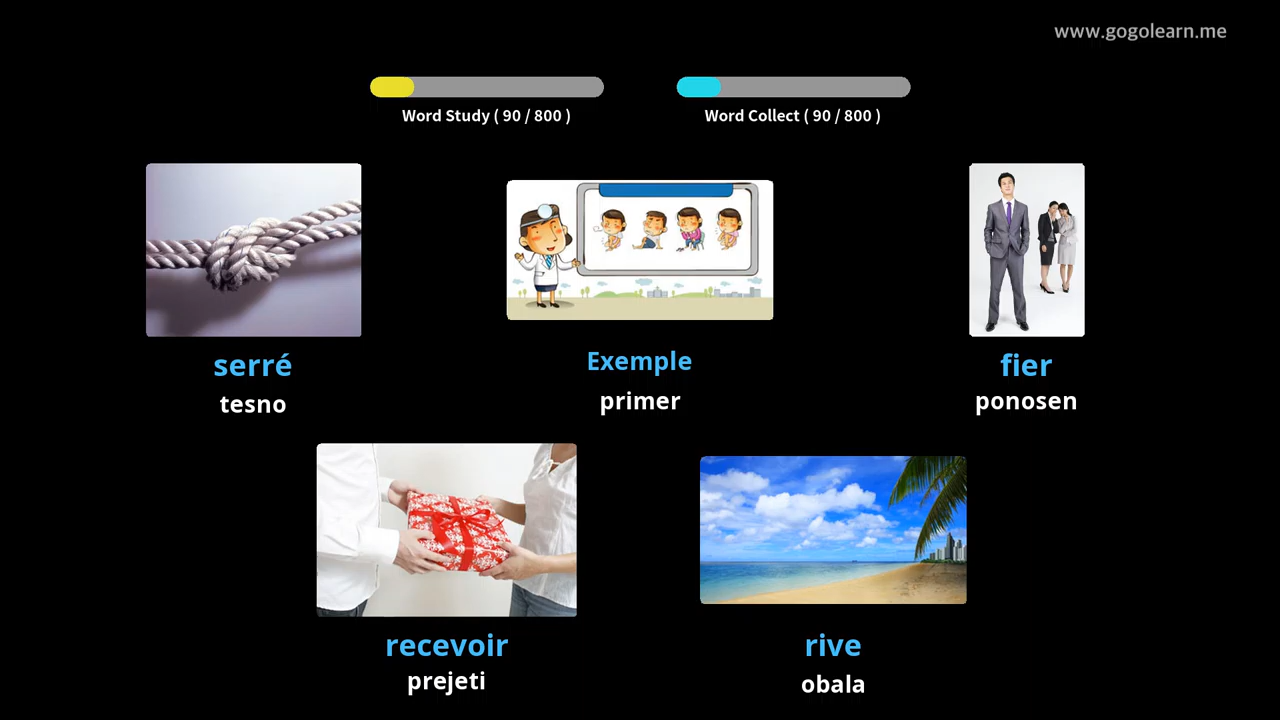 www.gogolearn.me
Word Study ( 90 / 800 )
Word Collect ( 90 / 800 )
serré
tesno
Exemple
primer
fier
ponosen
recevoir
prejeti
rive
obala